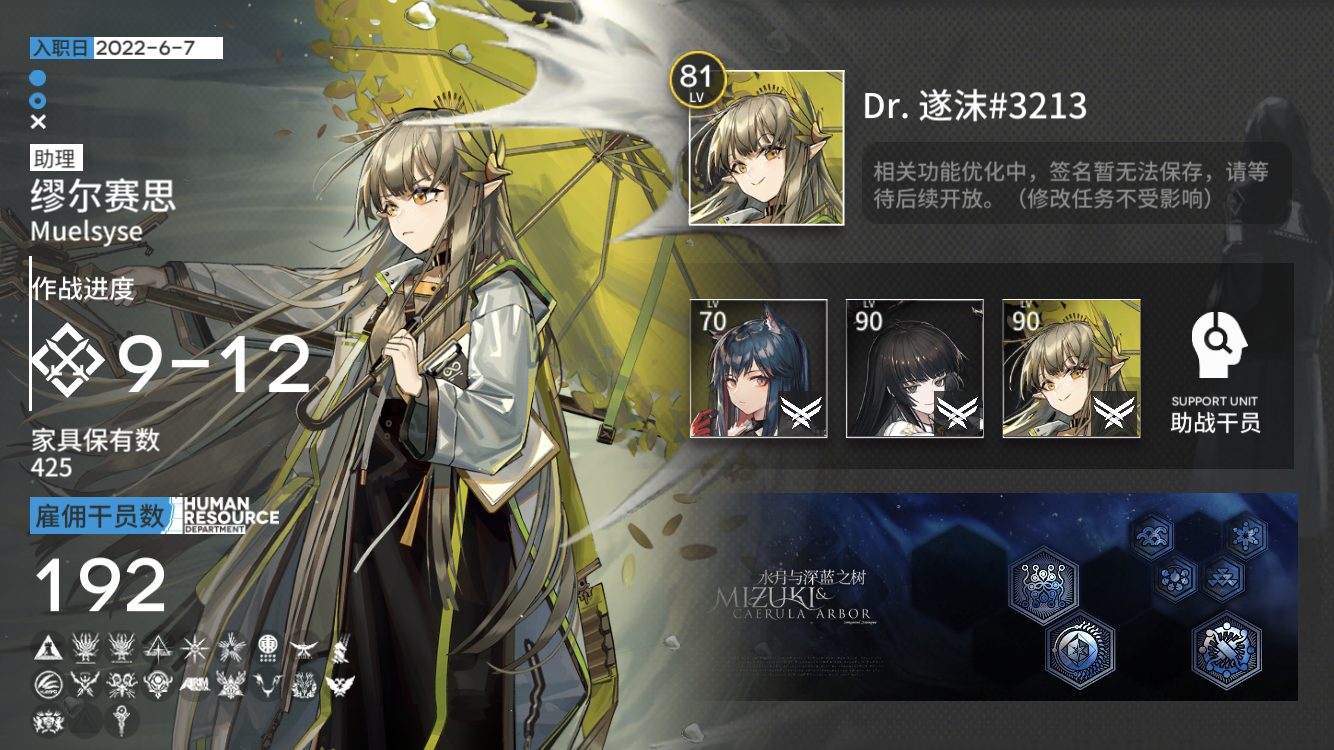 入职日 2022-6-7
助理
缪尔赛思
Muelsyse
作战进度
9-12
家具保有数
425
雇佣干员数 HUMAN
RESOURCE
DEPARTMENT
192
81
LV
Dr. 遂沫#3213
相关功能优化中，签名暂无法保存，请等
待后续开放。（修改任务不受影响）
LV
70
LV
90
LV
90
SUPPORT UNIT
助战干员
水月与深蓝之树
MIZUKI&
CAERULA ARBOR